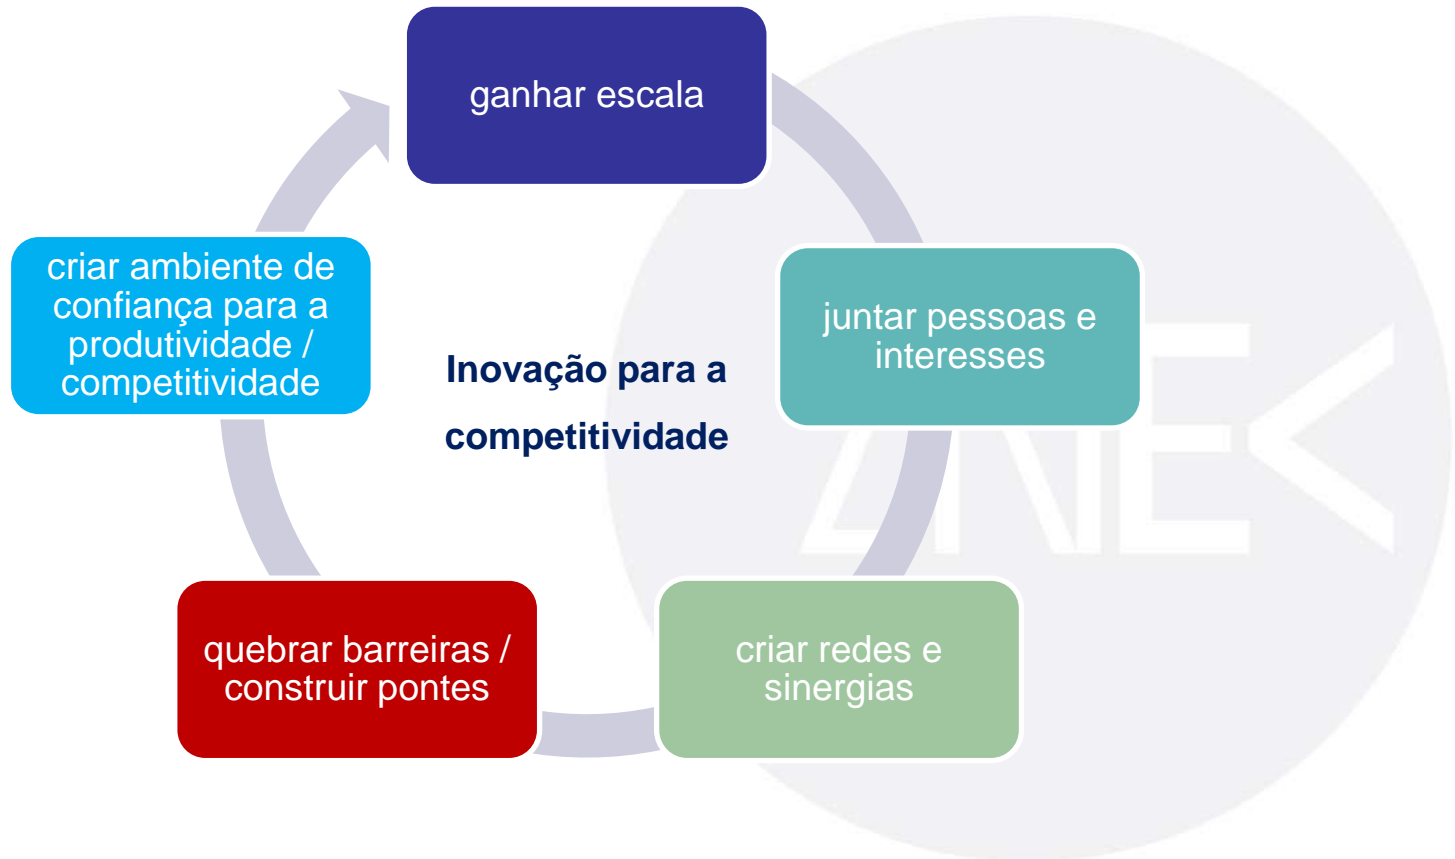 ganhar escala
juntar pessoas e
interesses
criar redes e
sinergias
quebrar barreiras /
construir pontes
criar ambiente de
confiança para a
produtividade /
competitividade
Inovação para a
competitividade